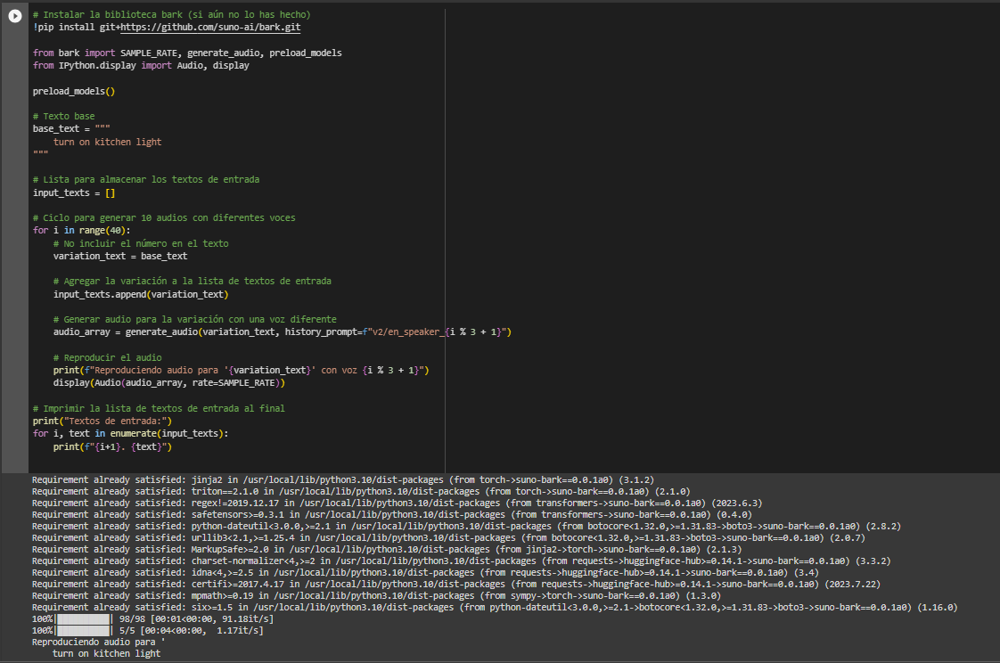 # Instalar la biblioteca bark (si aún no lo has hecho)
!pip install git+https://github.com/suno-ai/bark.git
from bark import SAMPLE_RATE, generate_audio, preload_models
from IPython.display import Audio, display
preload_models()
# Texto base
base_text = """
    turn on kitchen light
"""
# Lista para almacenar los textos de entrada
input_texts = []
# Ciclo para generar 10 audios con diferentes voces
for i in range(40):
    # No incluir el número en el texto
    variation_text = base_text
    # Agregar la variación a la lista de textos de entrada
    input_texts.append(variation_text)
    # Generar audio para la variación con una voz diferente
    audio_array = generate_audio(variation_text, history_prompt=f"v2/en_speaker_{i % 3 + 1}")
    # Reproducir el audio
    print(f"Reproduciendo audio para '{variation_text}' con voz {i % 3 + 1}")
    display(Audio(audio_array, rate=SAMPLE_RATE))
# Imprimir la lista de textos de entrada al final
print("Textos de entrada:")
for i, text in enumerate(input_texts):
    print(f"{i+1}. {text}")
Requirement already satisfied: jinja2 in /usr/local/lib/python3.10/dist-packages (from torch->suno-bark==0.0.1a0) (3.1.2)
Requirement already satisfied: triton==2.1.0 in /usr/local/lib/python3.10/dist-packages (from torch->suno-bark==0.0.1a0) (2.1.0)
Requirement already satisfied: regex!=2019.12.17 in /usr/local/lib/python3.10/dist-packages (from transformers->suno-bark==0.0.1a0) (2023.6.3)
Requirement already satisfied: safetensors>=0.3.1 in /usr/local/lib/python3.10/dist-packages (from transformers->suno-bark==0.0.1a0) (0.4.0)
Requirement already satisfied: python-dateutil<3.0.0,>=2.1 in /usr/local/lib/python3.10/dist-packages (from botocore<1.32.0,>=1.31.83->boto3->suno-bark==0.0.1a0) (2.8.2)
Requirement already satisfied: urllib3<2.1,>=1.25.4 in /usr/local/lib/python3.10/dist-packages (from botocore<1.32.0,>=1.31.83->boto3->suno-bark==0.0.1a0) (2.0.7)
Requirement already satisfied: MarkupSafe>=2.0 in /usr/local/lib/python3.10/dist-packages (from jinja2->torch->suno-bark==0.0.1a0) (2.1.3)
Requirement already satisfied: charset-normalizer<4,>=2 in /usr/local/lib/python3.10/dist-packages (from requests->huggingface-hub>=0.14.1->suno-bark==0.0.1a0) (3.3.2)
Requirement already satisfied: idna<4,>=2.5 in /usr/local/lib/python3.10/dist-packages (from requests->huggingface-hub>=0.14.1->suno-bark==0.0.1a0) (3.4)
Requirement already satisfied: certifi>=2017.4.17 in /usr/local/lib/python3.10/dist-packages (from requests->huggingface-hub>=0.14.1->suno-bark==0.0.1a0) (2023.7.22)
Requirement already satisfied: mpmath>=0.19 in /usr/local/lib/python3.10/dist-packages (from sympy->torch->suno-bark==0.0.1a0) (1.3.0)
Requirement already satisfied: six>=1.5 in /usr/local/lib/python3.10/dist-packages (from python-dateutil<3.0.0,>=2.1->botocore<1.32.0,>=1.31.83->boto3->suno-bark==0.0.1a0) (1.16.0)
100%|██████████| 98/98 [00:01<00:00, 91.18it/s]
100%|██████████| 5/5 [00:04<00:00,  1.17it/s]
Reproduciendo audio para '
    turn on kitchen light